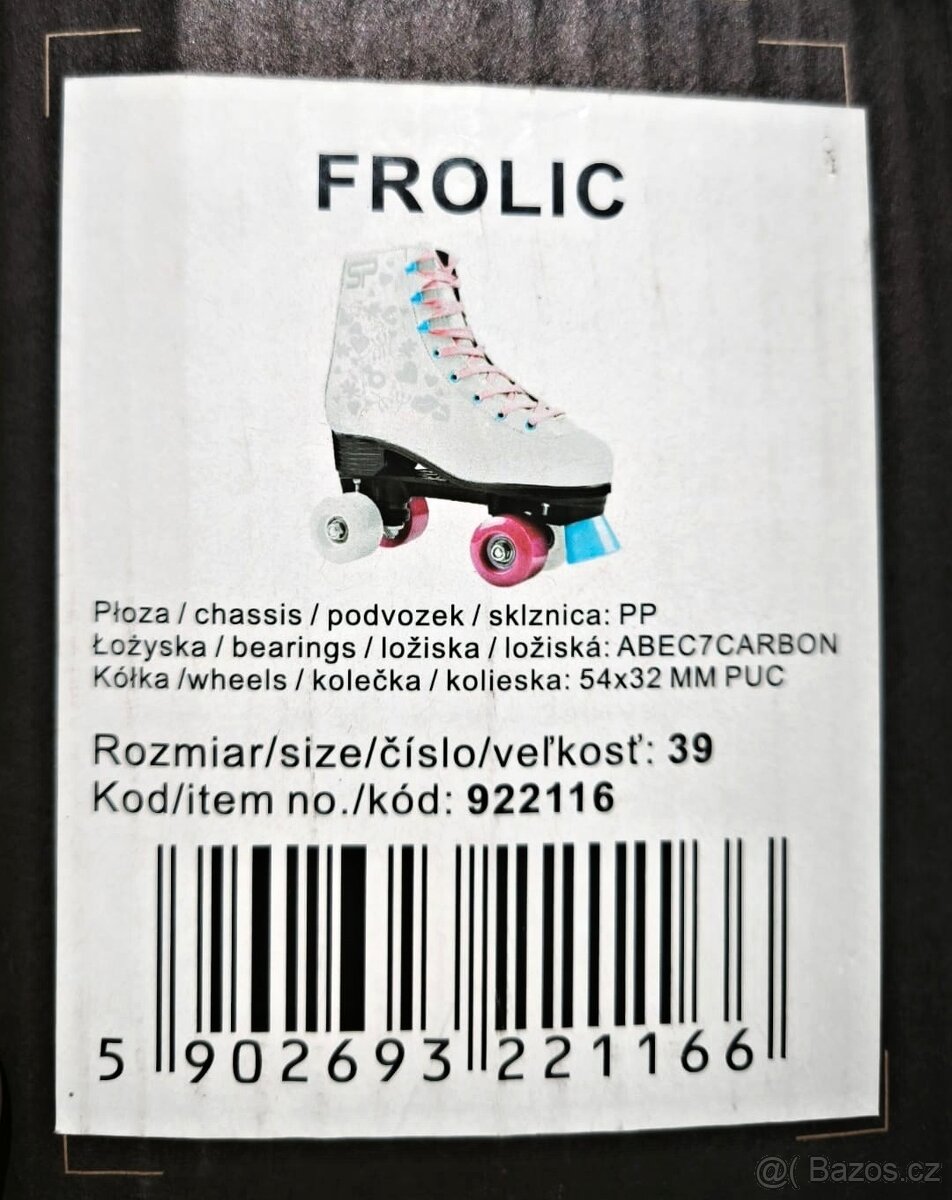 FROLIC
SP
Płoza / chassis / podvozek / sklznica: PP
Łożyska / bearings / ložiska / ložiská: ABEC7CARBON
Kółka /wheels / kolečka / kolieska: 54x32 MM PUC
Rozmiar/size/číslo/veľkosť: 39
Kod/item no./kód: 922116
5 902693 221166
@( Bazos.cz